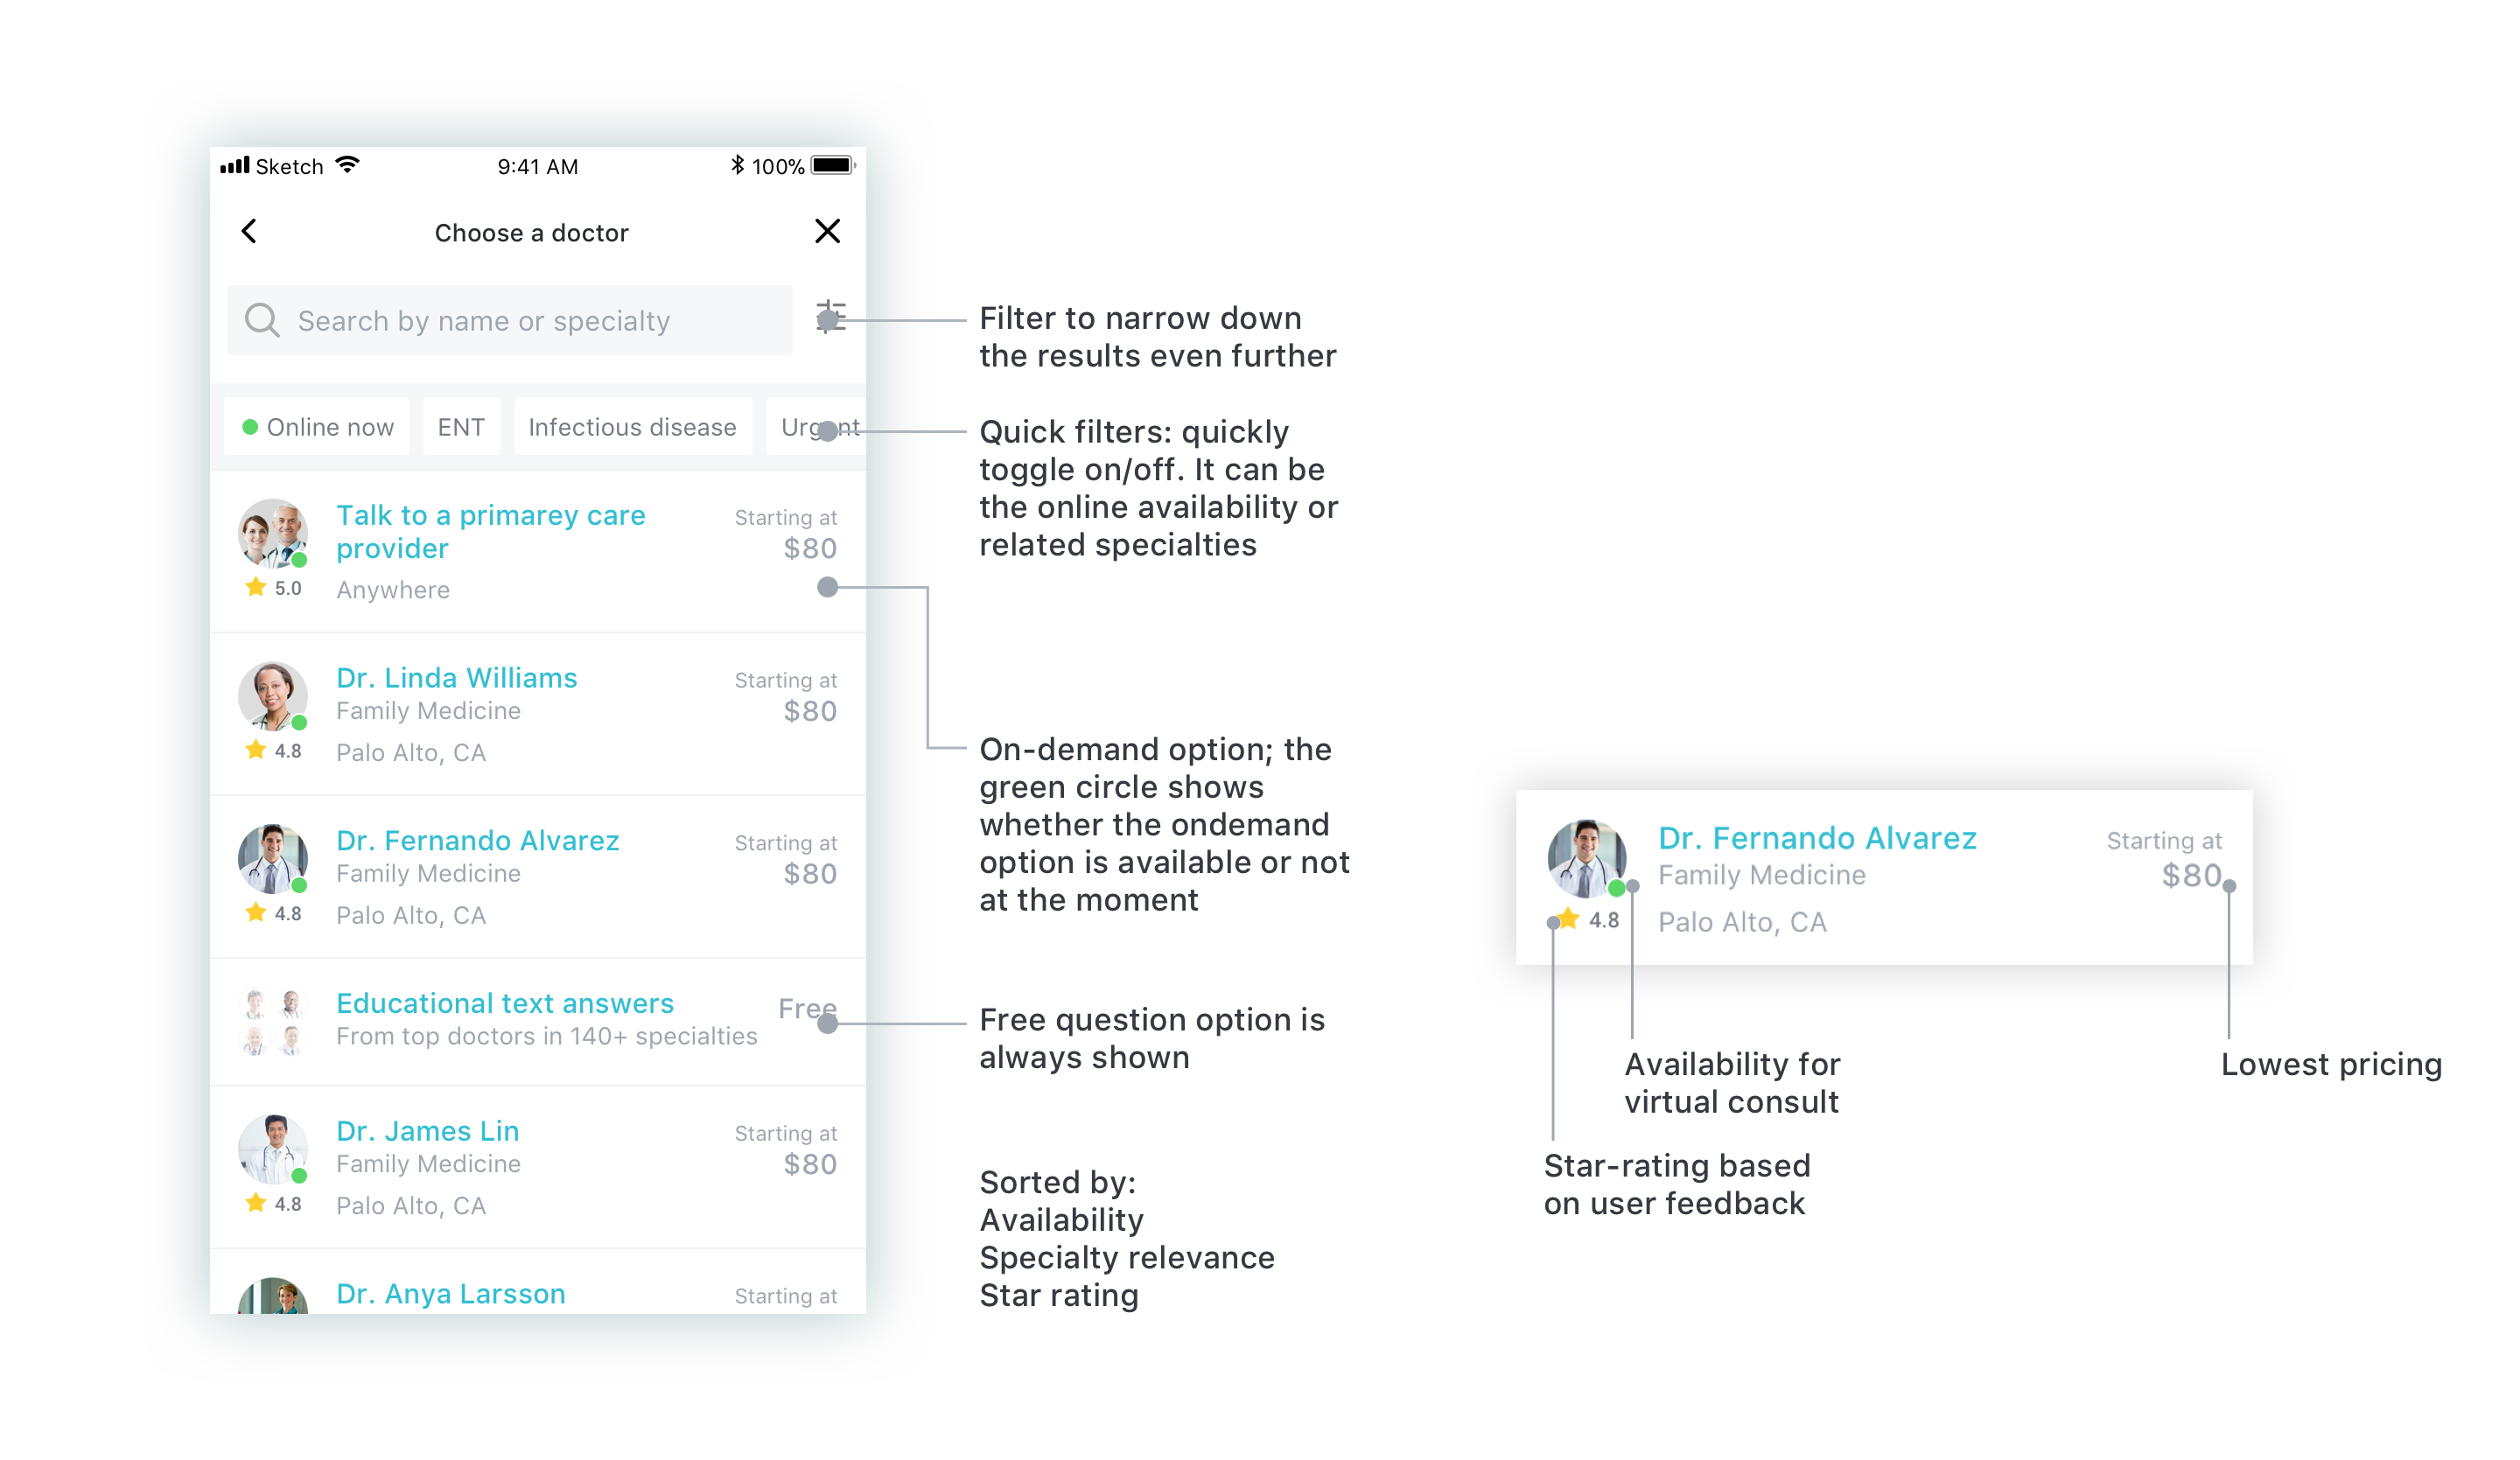 Sketch 9:41 AM 100%
Choose a doctor
Search by name or specialty
Online now ENT Infectious disease
Talk to a primarey care
provider
Starting at
$80
5.0
Anywhere
Dr. Linda Williams
Family Medicine
Starting at
$80
4.8
Palo Alto, CA
Dr. Fernando Alvarez
Family Medicine
Starting at
$80
4.8
Palo Alto, CA
Educational text answers
From top doctors in 140+ specialties
Free
Dr. James Lin
Family Medicine
Starting at
$80
4.8
Palo Alto, CA
Dr. Anya Larsson
Starting at
Filter to narrow down
the results even further
Quick filters: quickly
toggle on/off. It can be
the online availability or
related specialties
On-demand option; the
green circle shows
whether the ondemand
option is available or not
at the moment
Free question option is
always shown
Sorted by:
Availability
Specialty relevance
Star rating
Dr. Fernando Alvarez
Family Medicine
Starting at
$80
4.8
Palo Alto, CA
Availability for
virtual consult
Lowest pricing
Star-rating based
on user feedback